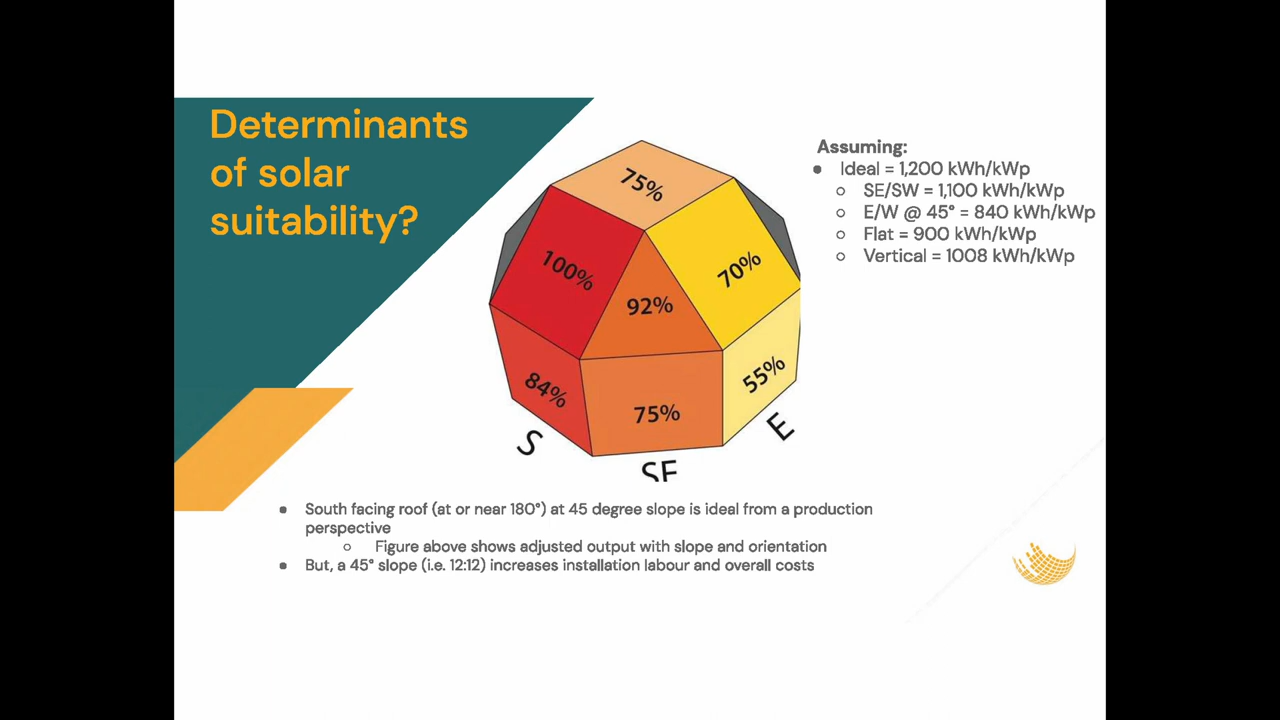 Determinants
of solar
suitability?
75%
100%
92%
70%
84%
75%
55%
S
SE
E
Assuming:
Ideal = 1,200 kWh/kWp
SE/SW = 1,100 kWh/kWp
E/W @ 45° = 840 kWh/kWp
Flat = 900 kWh/kWp
Vertical = 1008 kWh/kWp
South facing roof (at or near 180°) at 45 degree slope is ideal from a production
perspective
Figure above shows adjusted output with slope and orientation
But, a 45° slope (i.e. 12:12) increases installation labour and overall costs